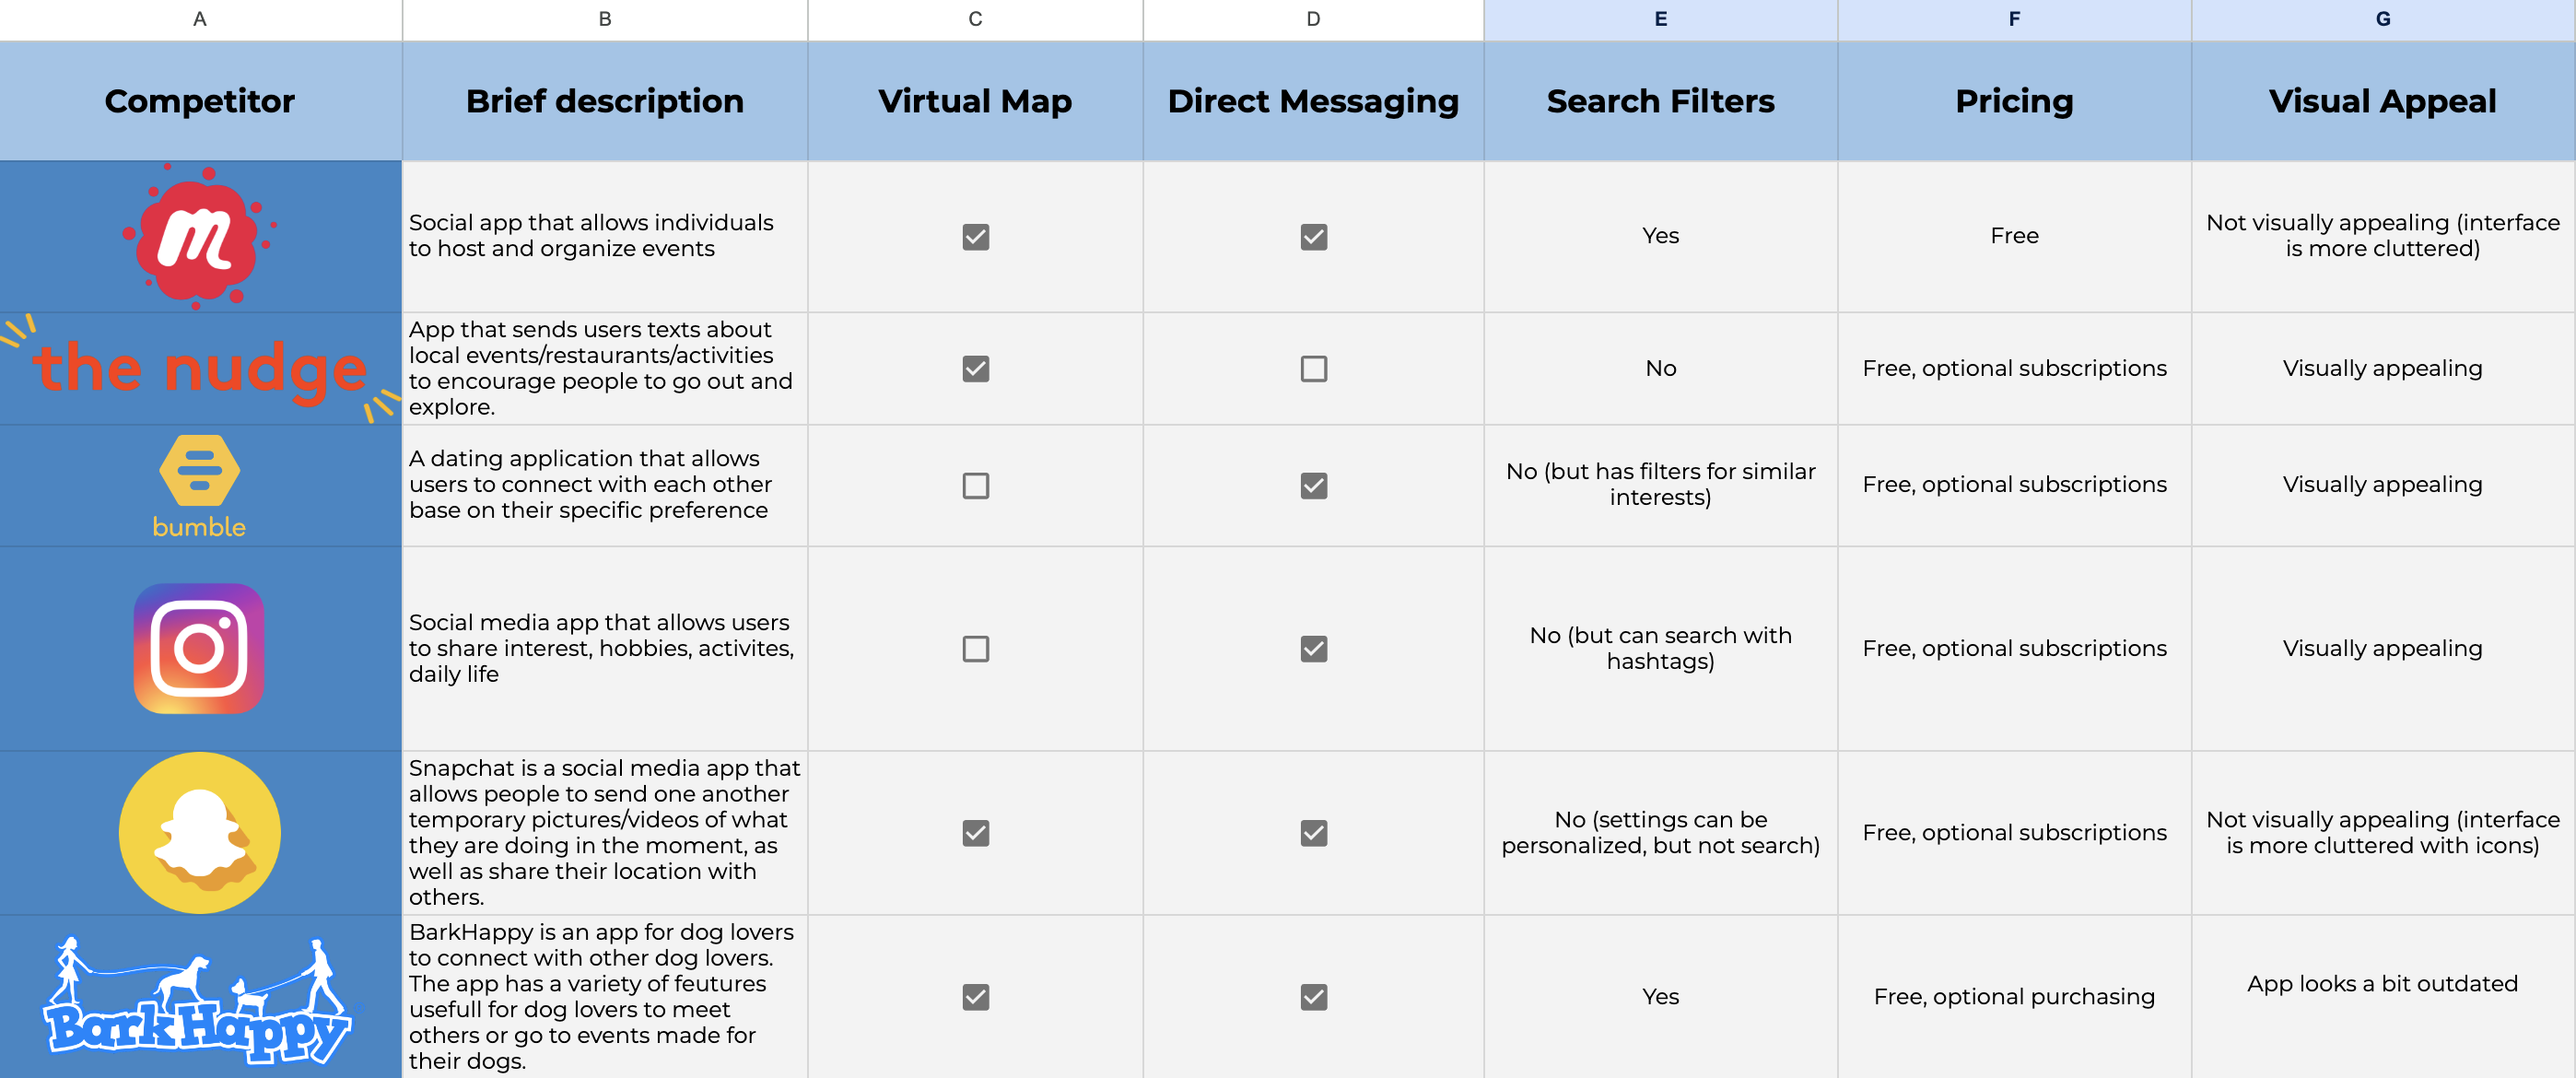 A B C D E F G
Competitor Brief description Virtual Map Direct Messaging Search Filters Pricing Visual Appeal
m
Social app that allows individuals
to host and organize events
Yes
Free
Not visually appealing (interface
is more cluttered)
the nudge
App that sends users texts about
local events/restaurants/activities
to encourage people to go out and
explore.
No
Free, optional subscriptions
Visually appealing
bumble
A dating application that allows
users to connect with each other
base on their specific preference
No (but has filters for similar
interests)
Free, optional subscriptions
Visually appealing
Social media app that allows users
to share interest, hobbies, activites,
daily life
No (but can search with
hashtags)
Free, optional subscriptions
Visually appealing
Snapchat is a social media app that
allows people to send one another
temporary pictures/videos of what
they are doing in the moment, as
well as share their location with
others.
No (settings can be
personalized, but not search)
Free, optional subscriptions
Not visually appealing (interface
is more cluttered with icons)
BarkHappy
BarkHappy is an app for dog lovers
to connect with other dog lovers.
The app has a variety of feutures
usefull for dog lovers to meet
others or go to events made for
their dogs.
Yes
Free, optional purchasing
App looks a bit outdated